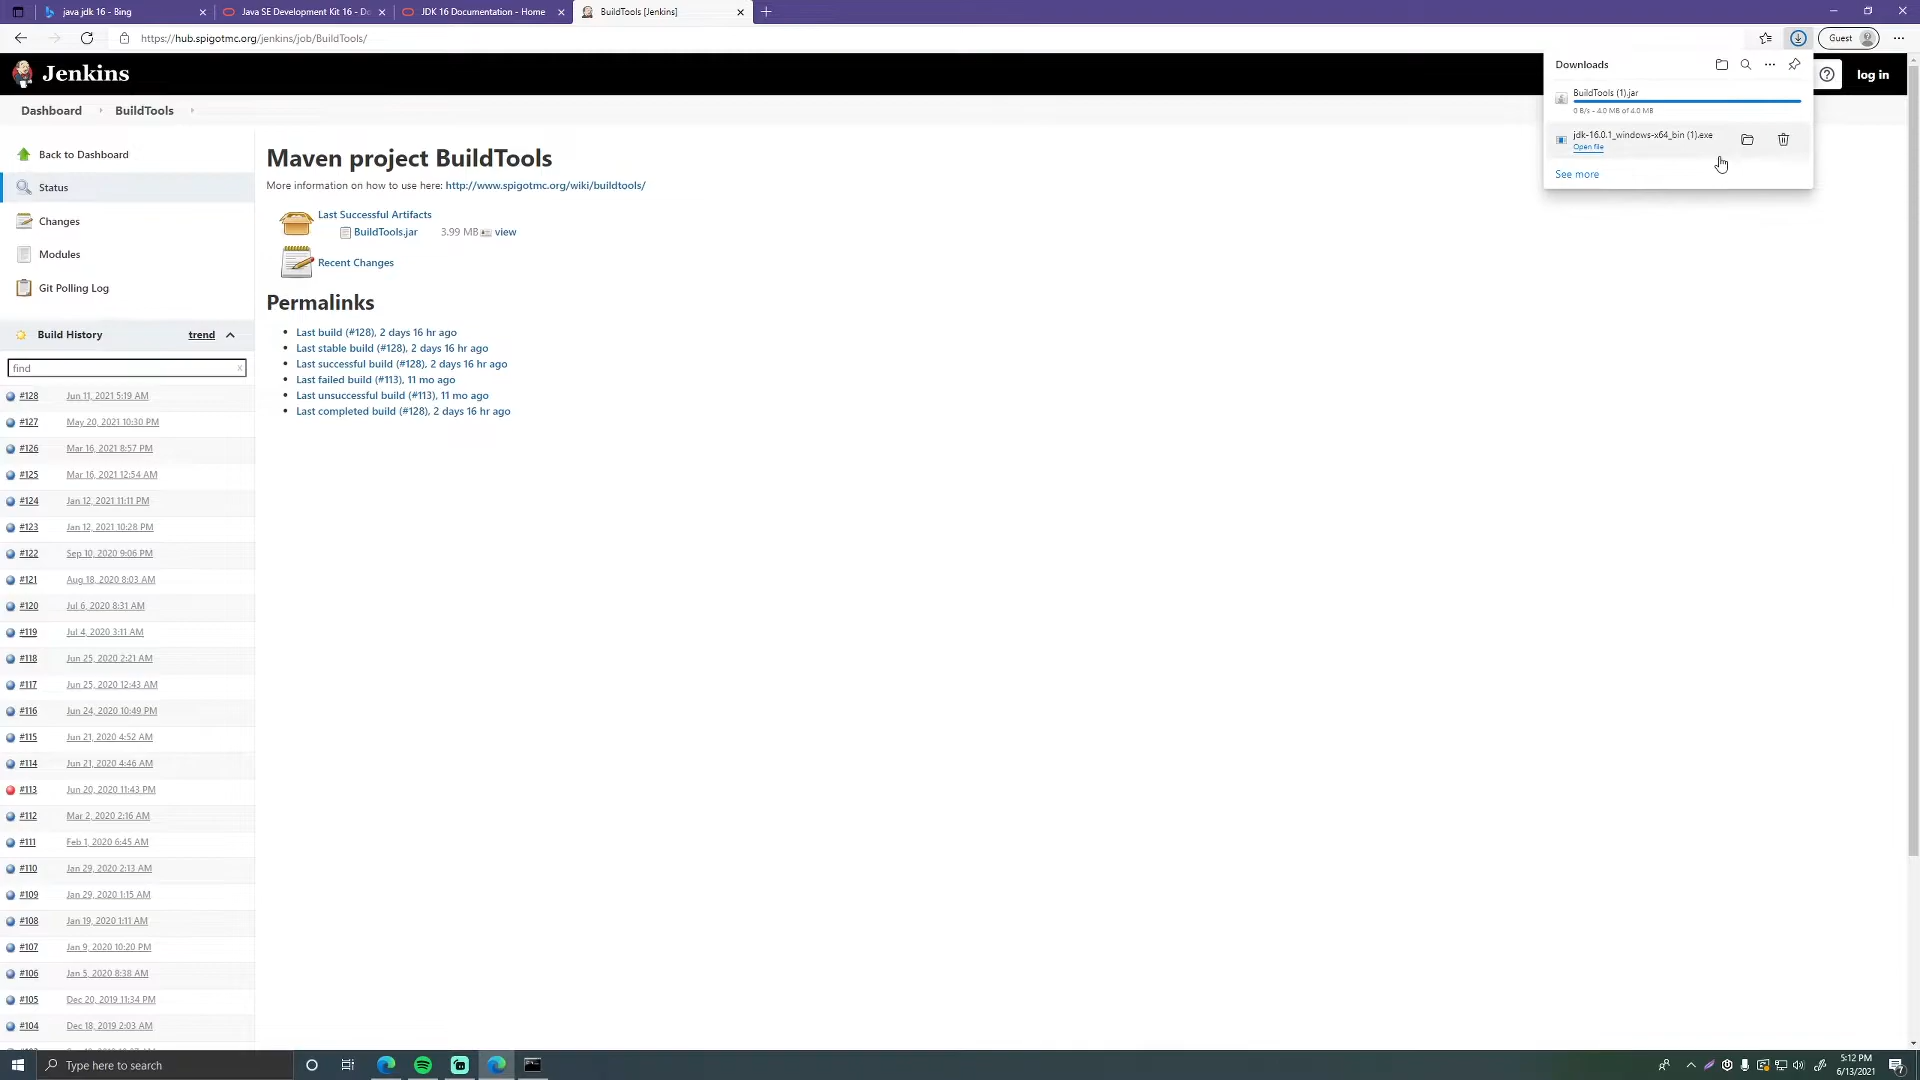 java jdk 16 - Bing
Java SE Development Kit 16 - Do
JDK 16 Documentation - Home
BuildTools [Jenkins]
https://hub.spigotmc.org/jenkins/job/BuildTools/
Guest
Jenkins
log in
Downloads
BuildTools (1).jar
0 B/s - 4.0 MB of 4.0 MB
jdk-16.0.1_windows-x64_bin (1).exe
Open file
See more
Dashboard
BuildTools
Back to Dashboard
Status
Changes
Modules
Git Polling Log
Build History
trend
find
x
#128 Jun 11, 2021 5:19 AM
#127 May 20, 2021 10:30 PM
#126 Mar 16, 2021 8:57 PM
#125 Mar 16, 2021 12:54 AM
#124 Jan 12, 2021 11:11 PM
#123 Jan 12, 2021 10:28 PM
#122 Sep 10, 2020 9:06 PM
#121 Aug 18, 2020 8:03 AM
#120 Jul 6, 2020 8:31 AM
#119 Jul 4, 2020 3:11 AM
#118 Jun 25, 2020 2:21 AM
#117 Jun 25, 2020 12:43 AM
#116 Jun 24, 2020 10:49 PM
#115 Jun 21, 2020 4:52 AM
#114 Jun 21, 2020 4:46 AM
#113 Jun 20, 2020 11:43 PM
#112 Mar 2, 2020 2:16 AM
#111 Feb 1, 2020 6:45 AM
#110 Jan 29, 2020 2:13 AM
#109 Jan 29, 2020 1:15 AM
#108 Jan 19, 2020 1:11 AM
#107 Jan 9, 2020 10:20 PM
#106 Jan 5, 2020 8:38 AM
#105 Dec 20, 2019 11:34 PM
#104 Dec 18, 2019 2:03 AM
Maven project BuildTools
More information on how to use here: http://www.spigotmc.org/wiki/buildtools/
Last Successful Artifacts
BuildTools.jar 3.99 MB view
Recent Changes
Permalinks
Last build (#128), 2 days 16 hr ago
Last stable build (#128), 2 days 16 hr ago
Last successful build (#128), 2 days 16 hr ago
Last failed build (#113), 11 mo ago
Last unsuccessful build (#113), 11 mo ago
Last completed build (#128), 2 days 16 hr ago
Type here to search
5:12 PM
6/13/2021